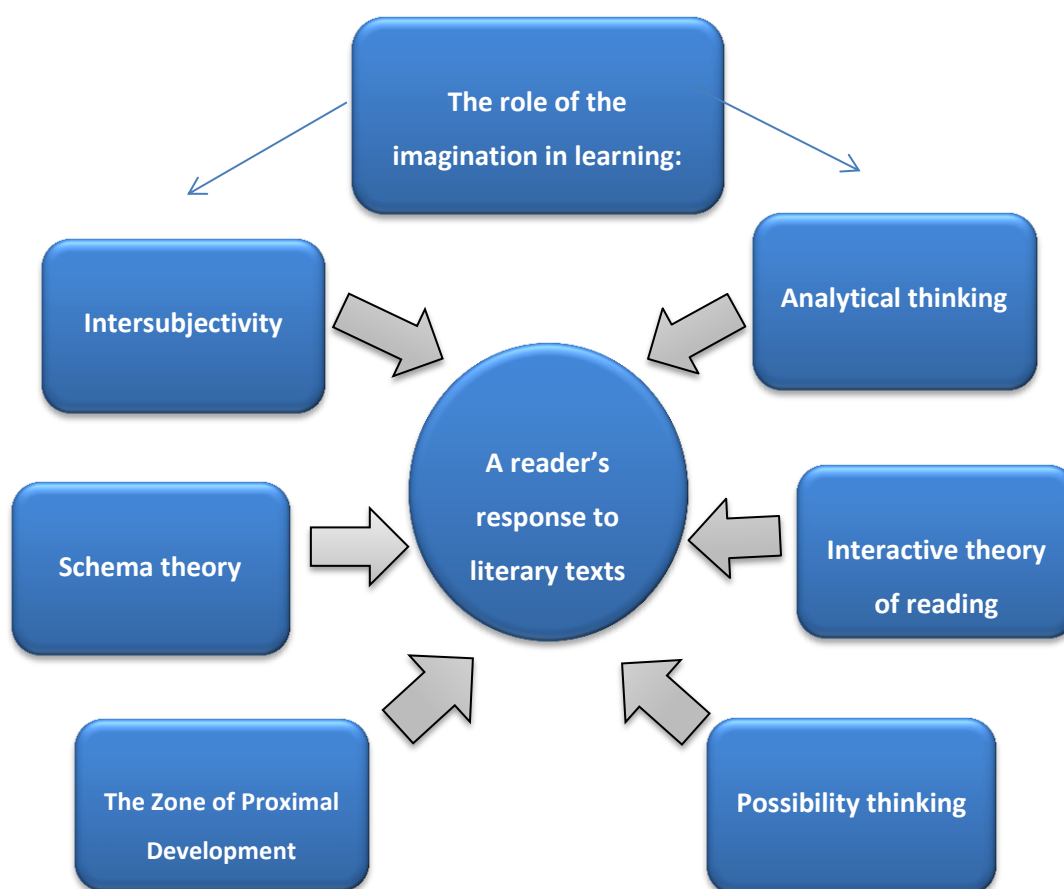 The role of the
imagination in learning:
Intersubjectivity
Analytical thinking
A reader’s
response to
literary texts
Schema theory
Interactive theory
of reading
The Zone of Proximal
Development
Possibility thinking